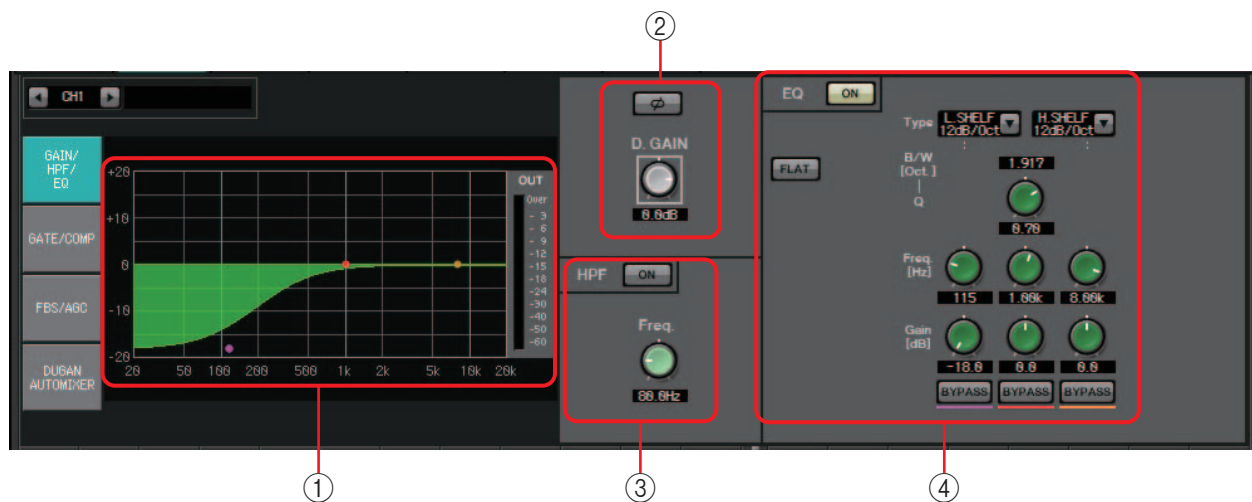 ②
CH1
GAIN/
HPF/
EQ
GATE/COMP
FBS/AGC
DUGAN
AUTOMIXER
+20
+10
0
-10
-20
20 50 100 200 500 1k 2k 5k 10k 20k
OUT
Over
- 3
- 6
- 9
-12
-15
-18
-24
-30
-40
-50
-60
ø
D. GAIN
0.0dB
HPF ON
Freq.
80.0Hz
EQ ON
FLAT
Type L.SHELF 12dB/Oct H.SHELF 12dB/Oct
B/W
[Oct.]
1.917
Q
0.70
Freq.
[Hz]
115 1.00k 8.00k
Gain
[dB]
-18.0 0.0 0.0
BYPASS BYPASS BYPASS
① ③ ④